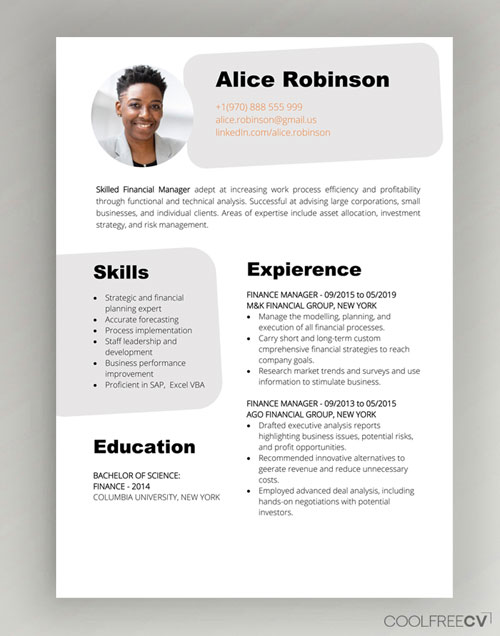 Alice Robinson
+1(970) 888 555 999
alice.robinson@gmail.us
linkedin.com/alice.robinson
Skilled Financial Manager adept at increasing work process efficiency and profitability
through functional and technical analysis. Successful at advising large corporations, small
businesses, and individual clients. Areas of expertise include asset allocation, investment
strategy, and risk management.
Skills
• Strategic and financial
planning expert
• Accurate forecasting
• Process implementation
• Staff leadership and
development
• Business performance
improvement
• Proficient in SAP, Excel VBA
Education
BACHELOR OF SCIENCE:
FINANCE - 2014
COLUMBIA UNIVERSITY, NEW YORK
Expierence
FINANCE MANAGER - 09/2015 to 05/2019
M&K FINANCIAL GROUP, NEW YORK
• Manage the modelling, planning, and
execution of all financial processes.
• Carry short and long-term custom
comprehensive financial strategies to reach
company goals.
• Research market trends and surveys and use
information to stimulate business.
FINANCE MANAGER - 09/2013 to 05/2015
AGO FINANCIAL GROUP, NEW YORK
• Drafted executive analysis reports
highlighting business issues, potential risks,
and profit opportunities.
• Recommended innovative alternatives to
geerate revenue and reduce unnecessary
costs.
• Employed advanced deal analysis, including
hands-on negotiations with potential
investors.
COOLFREECV